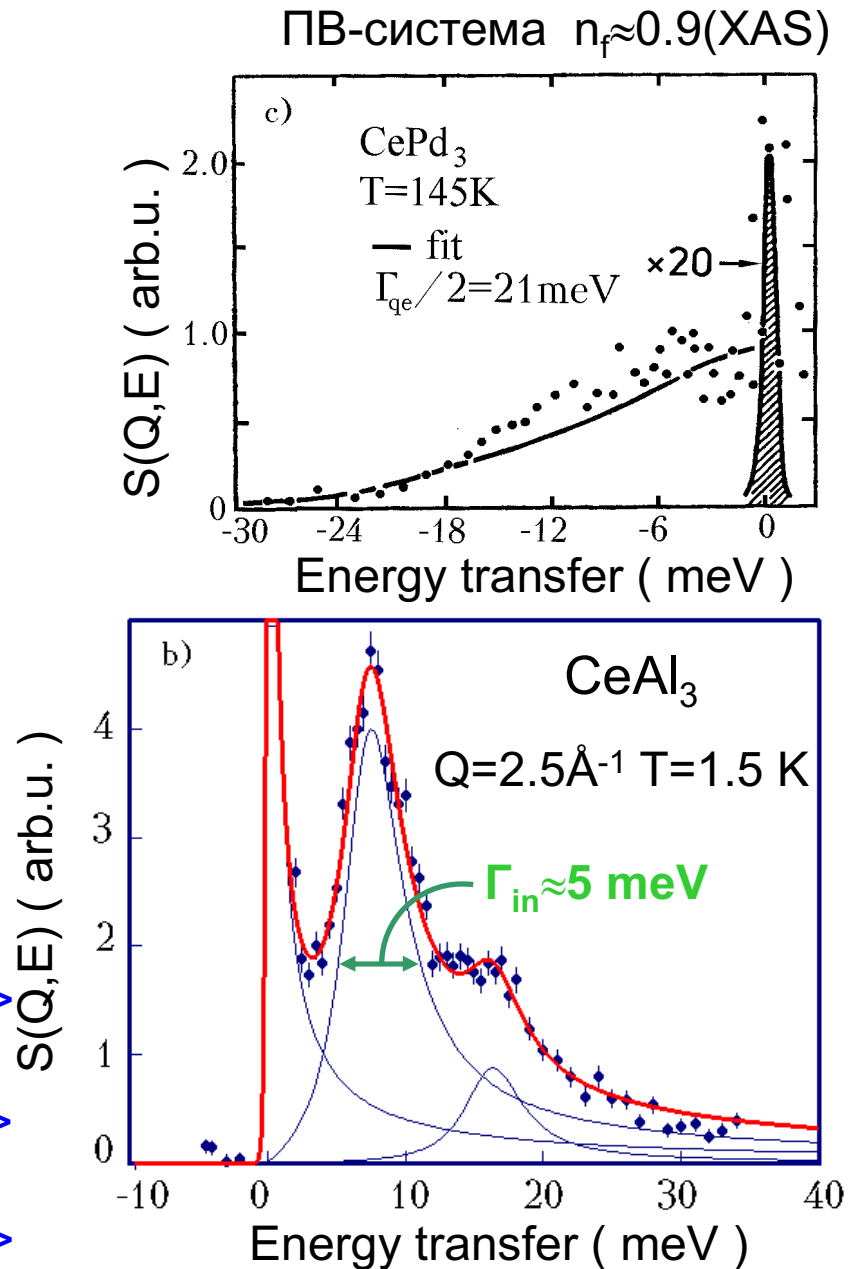 ПВ-система n_f≈0.9(XAS)
c)
CePd₃
T=145K
— fit
Γ_qe/2=21meV
×20
2.0
1.0
0
S(Q,E) ( arb.u. )
-30 -24 -18 -12 -6 0
Energy transfer ( meV )
b)
CeAl₃
Q=2.5Å⁻¹ T=1.5 K
Γ_in≈5 meV
4
3
2
1
0
S(Q,E) ( arb.u. )
-10 0 10 20 30 40
Energy transfer ( meV )
>
>
>